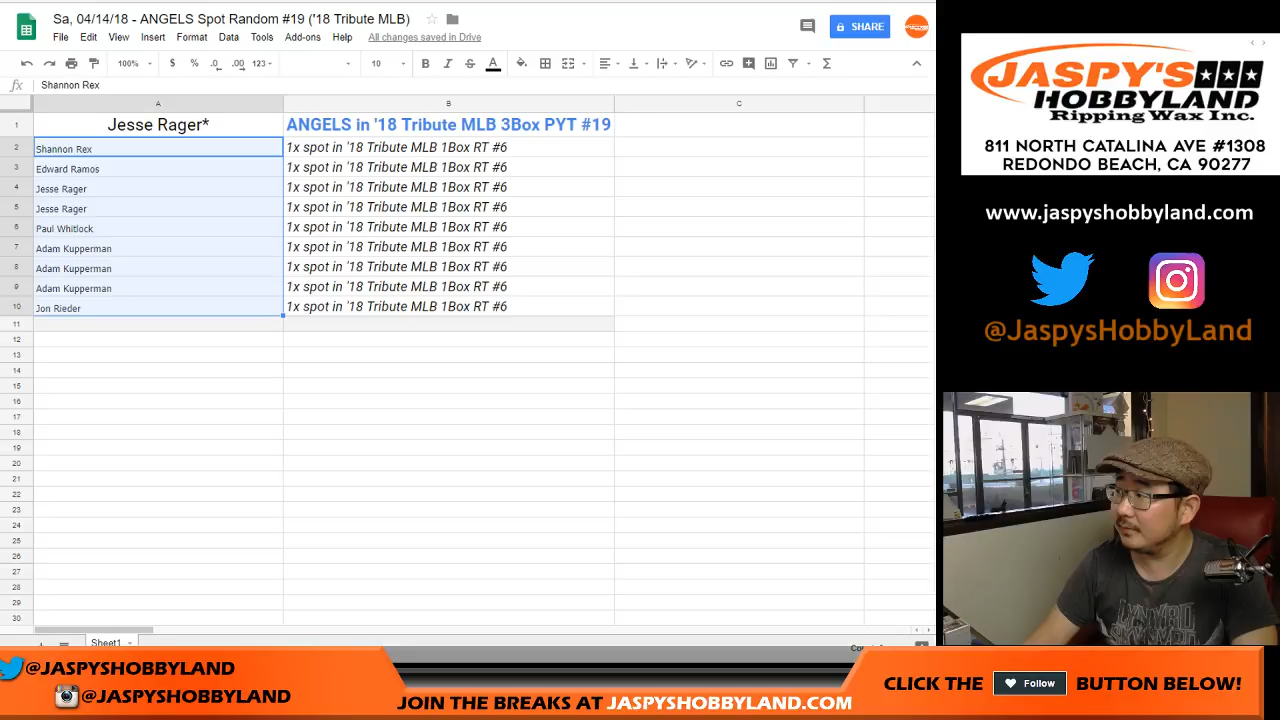 Sa, 04/14/18 - ANGELS Spot Random #19 ('18 Tribute MLB)
File Edit View Insert Format Data Tools Add-ons Help All changes saved in Drive
SHARE
100% $ % .0 .00 123 10 B I S A Σ
fx Shannon Rex
A B C
1 Jesse Rager* ANGELS in '18 Tribute MLB 3Box PYT #19
2 Shannon Rex 1x spot in '18 Tribute MLB 1Box RT #6
3 Edward Ramos 1x spot in '18 Tribute MLB 1Box RT #6
4 Jesse Rager 1x spot in '18 Tribute MLB 1Box RT #6
5 Jesse Rager 1x spot in '18 Tribute MLB 1Box RT #6
6 Paul Whitlock 1x spot in '18 Tribute MLB 1Box RT #6
7 Adam Kupperman 1x spot in '18 Tribute MLB 1Box RT #6
8 Adam Kupperman 1x spot in '18 Tribute MLB 1Box RT #6
9 Adam Kupperman 1x spot in '18 Tribute MLB 1Box RT #6
10 Jon Rieder 1x spot in '18 Tribute MLB 1Box RT #6
11
12
13
14
15
16
17
18
19
20
21
22
23
24
25
26
27
28
29
30
Sheet1
JASPY'S
HOBBYLAND
Ripping Wax Inc.
811 NORTH CATALINA AVE #1308
REDONDO BEACH, CA 90277
www.jaspyshobbyland.com
@JaspysHobbyLand
@JASPYSHOBBYLAND
@JASPYSHOBBYLAND
JOIN THE BREAKS AT JASPYSHOBBYLAND.COM
CLICK THE Follow BUTTON BELOW!